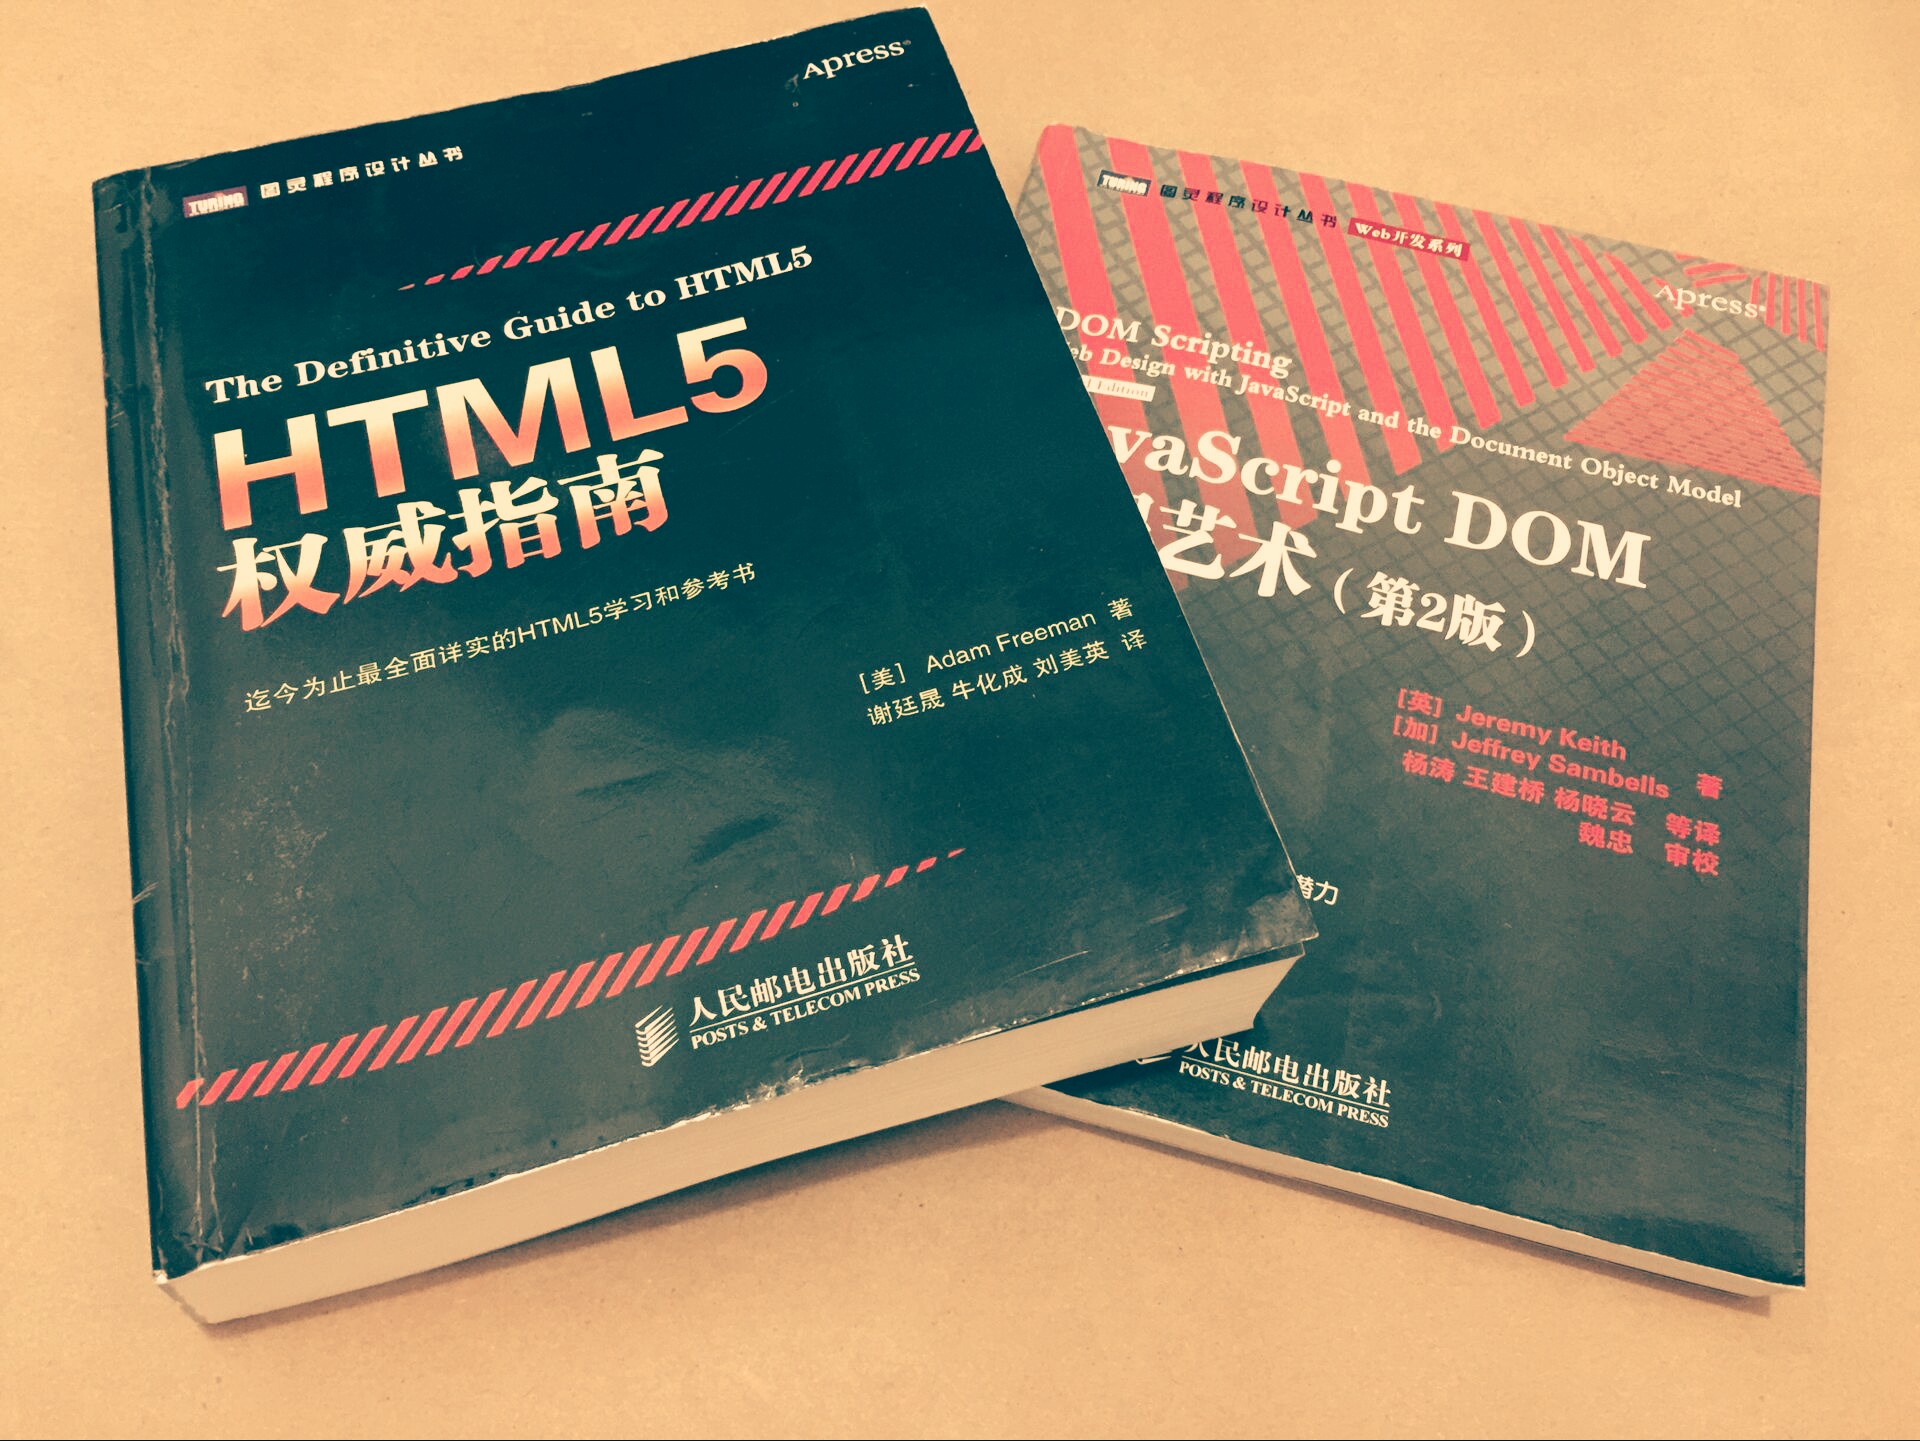 Apress®
TURING 图灵程序设计丛书
The Definitive Guide to HTML5
HTML5
权威指南
迄今为止最全面详实的HTML5学习和参考书
[美] Adam Freeman 著
谢廷晟 牛化成 刘美英 译
人民邮电出版社
POSTS & TELECOM PRESS
TURING 图灵程序设计丛书 Web开发系列
Apress®
DOM Scripting
Design with JavaScript and the Document Object Model
Edition
vaScript DOM
艺术(第2版)
[英] Jeremy Keith
[加] Jeffrey Sambells 著
杨涛 王建桥 杨晓云 等译
魏忠 审校
潜力
人民邮电出版社
POSTS & TELECOM PRESS